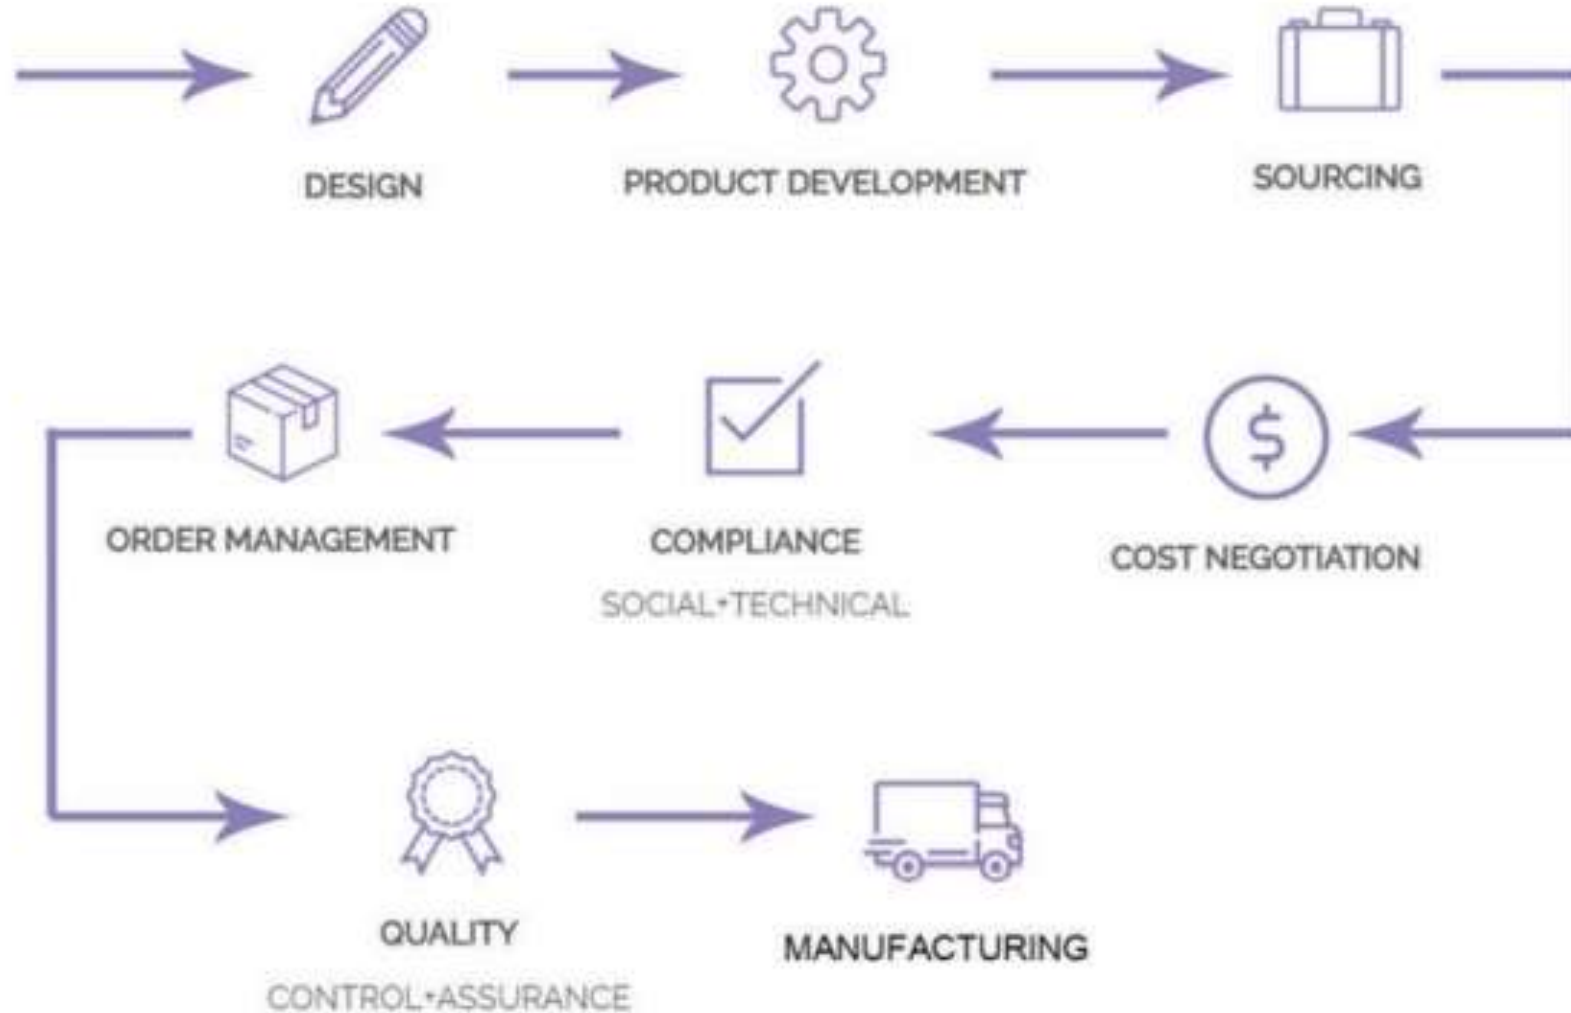 DESIGN
PRODUCT DEVELOPMENT
SOURCING
$
ORDER MANAGEMENT
COMPLIANCE
SOCIAL+TECHNICAL
COST NEGOTIATION
QUALITY
CONTROL+ASSURANCE
MANUFACTURING